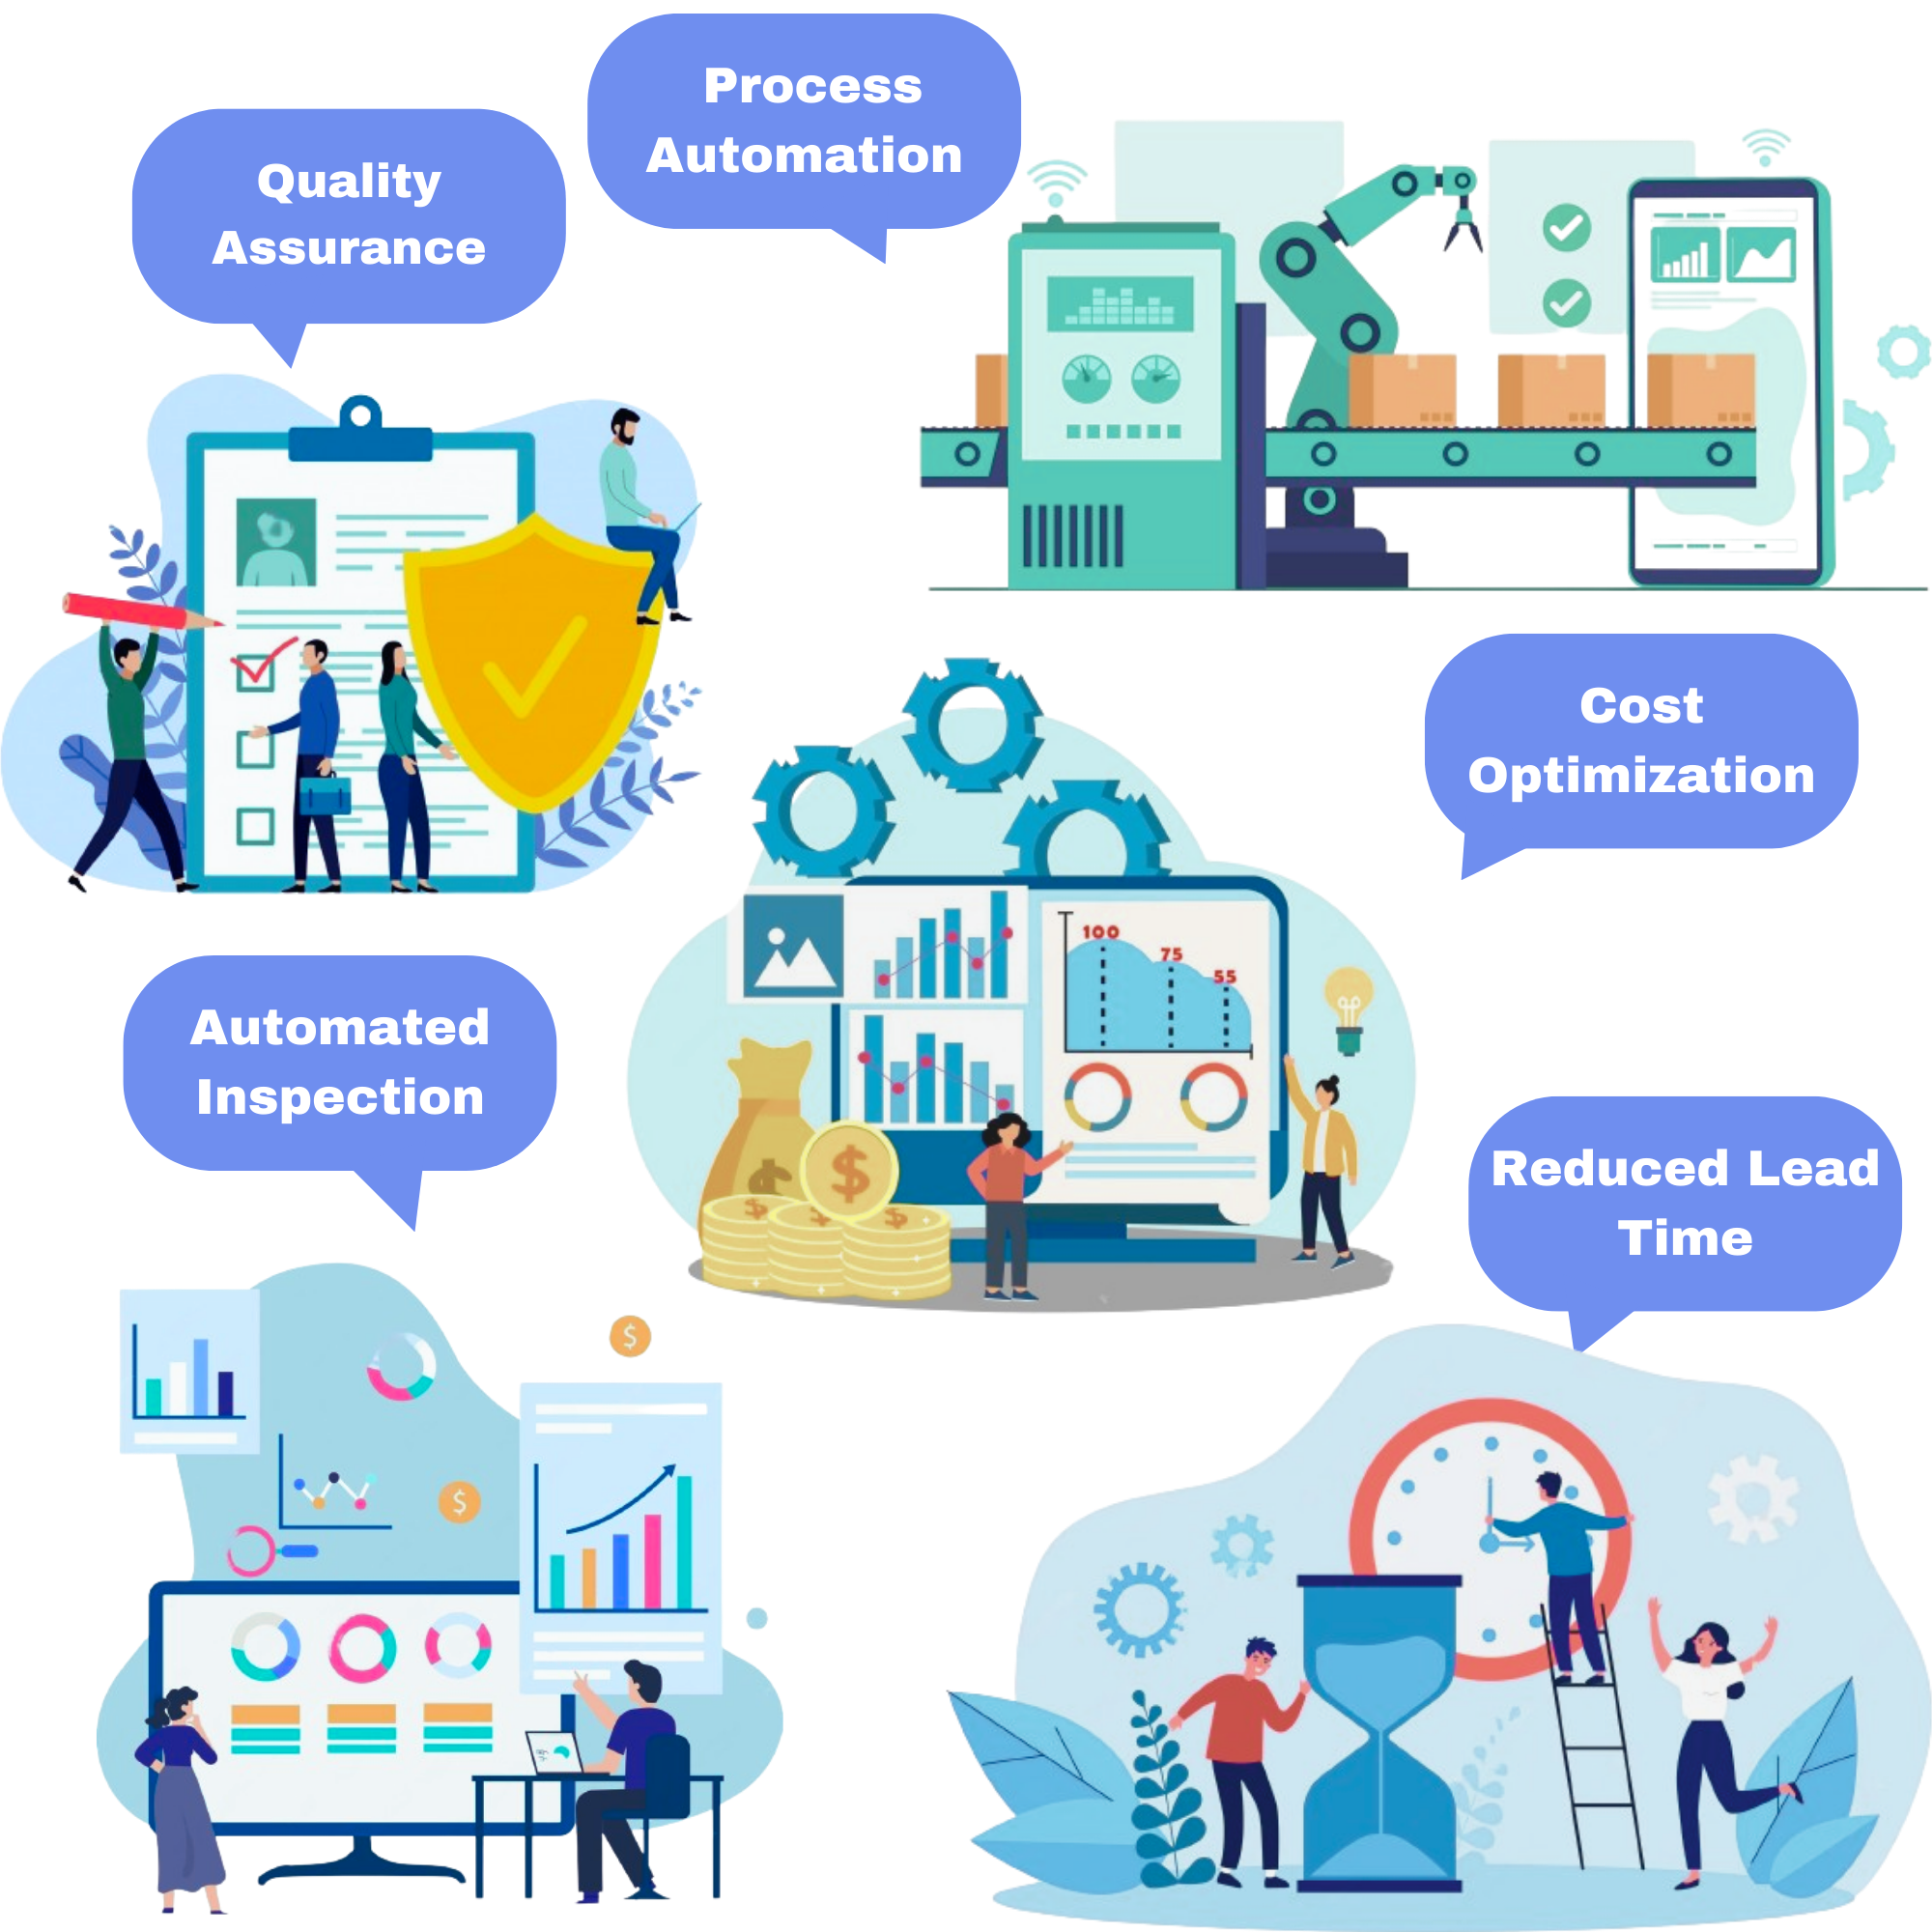 Process
Automation
Quality
Assurance
Cost
Optimization
100
75
55
Automated
Inspection
$
$
$
$
$
Reduced Lead
Time
$
$